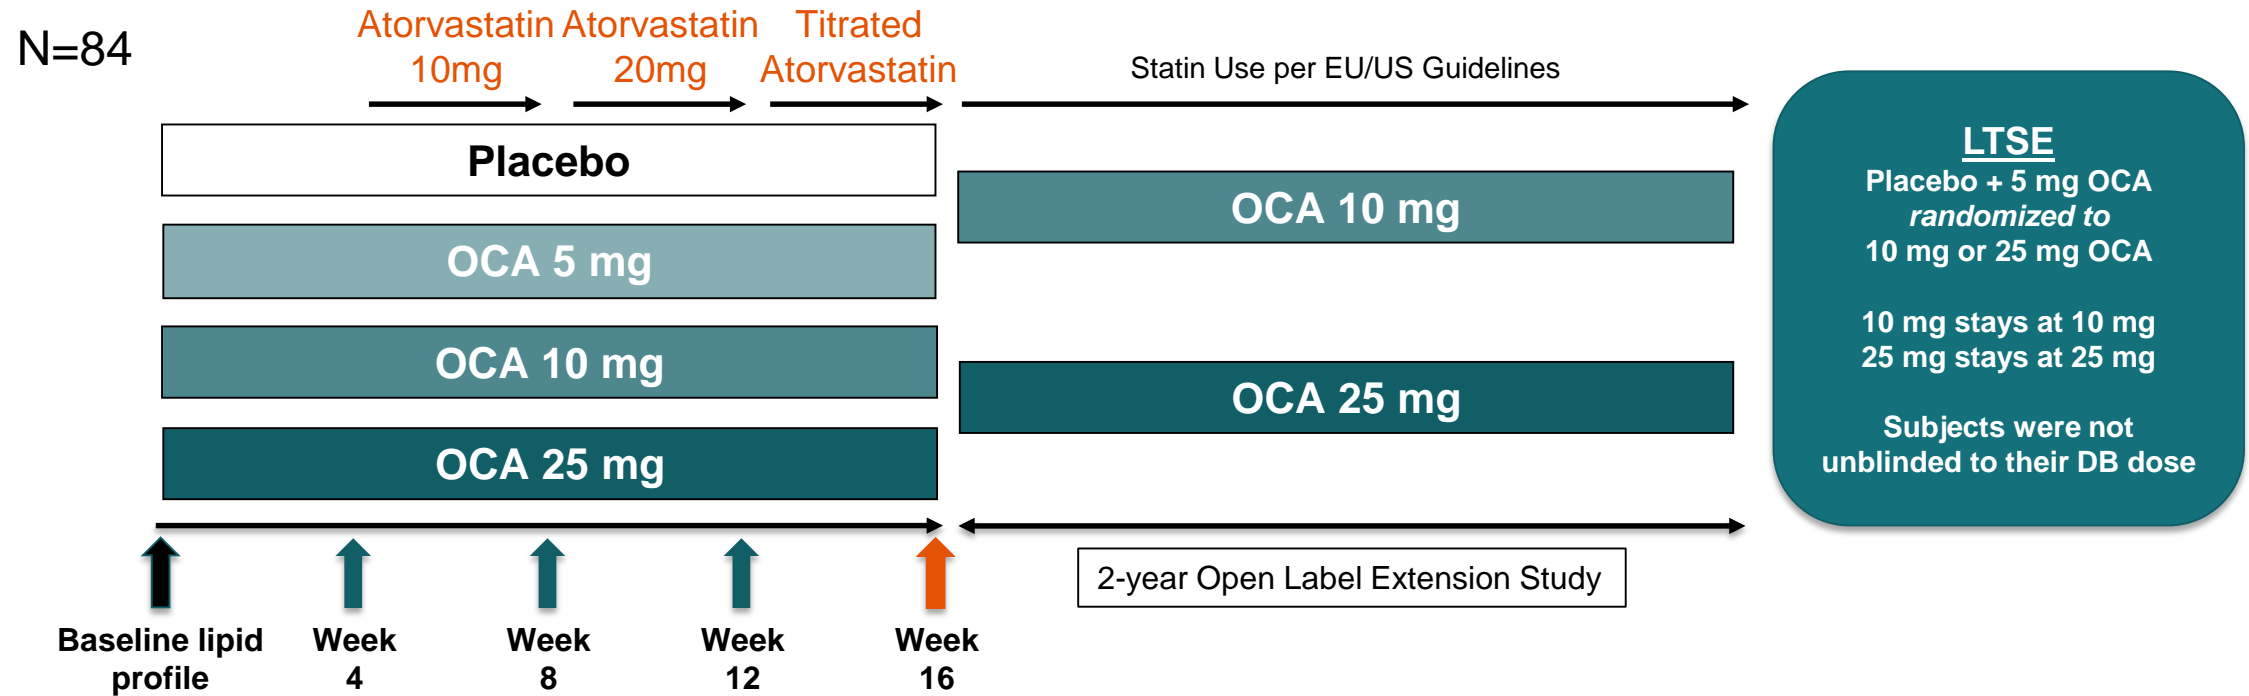 N=84
Atorvastatin
10mg
Atorvastatin
20mg
Titrated
Atorvastatin
Statin Use per EU/US Guidelines
Placebo
OCA 5 mg
OCA 10 mg
OCA 25 mg
OCA 10 mg
OCA 25 mg
LTSE
Placebo + 5 mg OCA
randomized to
10 mg or 25 mg OCA
10 mg stays at 10 mg
25 mg stays at 25 mg
Subjects were not
unblinded to their DB dose
2-year Open Label Extension Study
Baseline lipid
profile
Week
4
Week
8
Week
12
Week
16